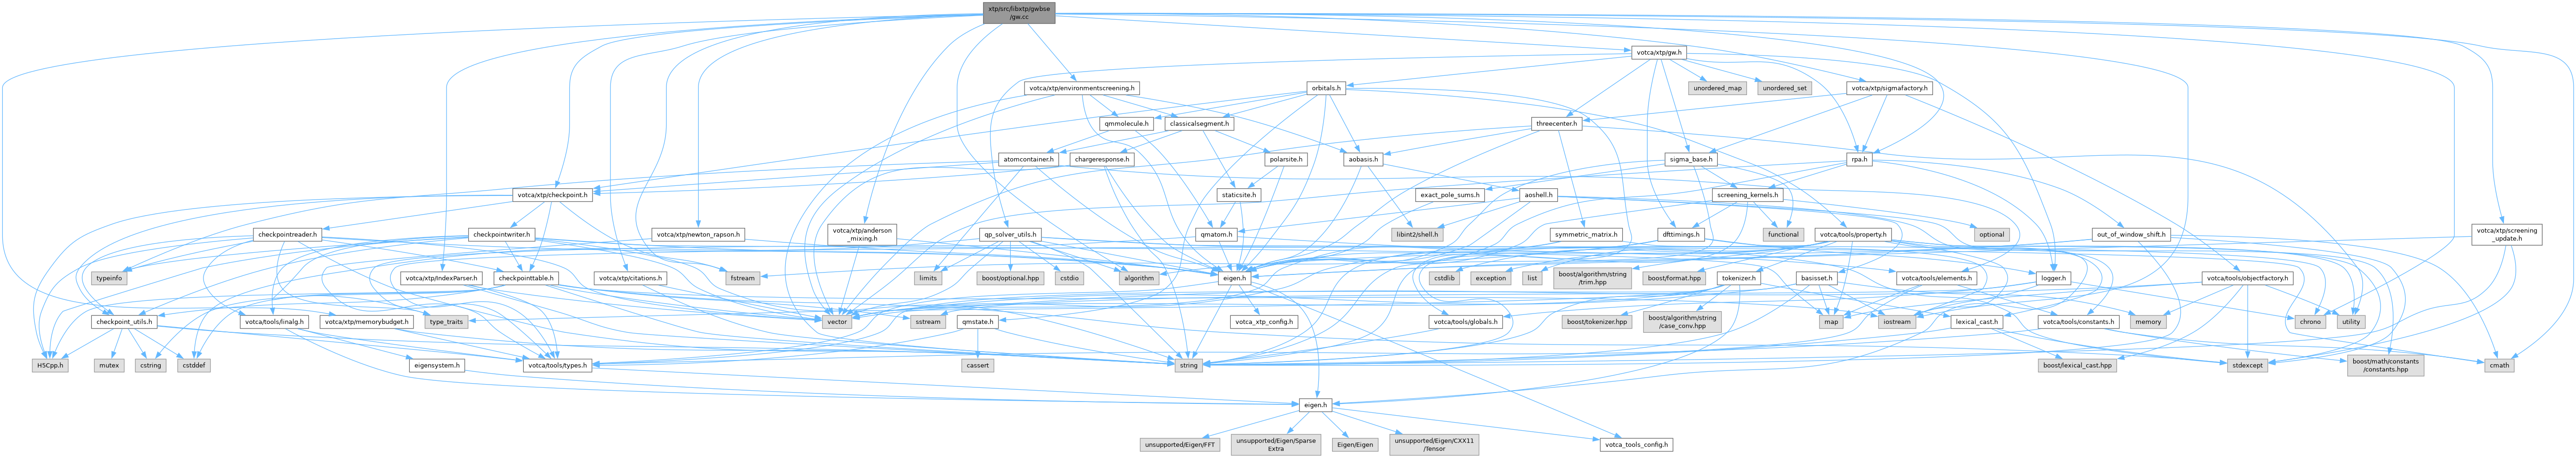 xtp/src/libxtp/gwbse
/gw.cc
votca/xtp/gw.h
votca/xtp/environmentscreening.h
orbitals.h
unordered_map
unordered_set
votca/xtp/sigmafactory.h
qmmolecule.h
classicalsegment.h
threecenter.h
atomcontainer.h
chargeresponse.h
polarsite.h
aobasis.h
sigma_base.h
rpa.h
votca/xtp/checkpoint.h
staticsite.h
exact_pole_sums.h
aoshell.h
screening_kernels.h
checkpointreader.h
checkpointwriter.h
votca/xtp/newton_rapson.h
votca/xtp/anderson
_mixing.h
qp_solver_utils.h
qmatom.h
libint2/shell.h
symmetric_matrix.h
dfttimings.h
functional
votca/tools/property.h
optional
out_of_window_shift.h
votca/xtp/screening
_update.h
typeinfo
votca/xtp/indexParser.h
checkpointtable.h
votca/xtp/citations.h
fstream
limits
boost/optional.hpp
cstdio
algorithm
eigen.h
cstdlib
exception
list
boost/algorithm/string
/trim.hpp
boost/format.hpp
tokenizer.h
basisset.h
votca/tools/elements.h
logger.h
votca/tools/objectfactory.h
checkpoint_utils.h
votca/tools/linalg.h
votca/xtp/memorybudget.h
type_traits
vector
sstream
qmstate.h
votca_xtp_config.h
votca/tools/globals.h
boost/tokenizer.hpp
boost/algorithm/string
/case_conv.hpp
map
iostream
lexical_cast.h
votca/tools/constants.h
memory
chrono
utility
H5Cpp.h
mutex
cstring
cstddef
eigensystem.h
votca/tools/types.h
cassert
string
boost/lexical_cast.hpp
stdexcept
boost/math/constants
/constants.hpp
cmath
eigen.h
unsupported/Eigen/FFT
unsupported/Eigen/Sparse
Extra
Eigen/Eigen
unsupported/Eigen/CXX11
/Tensor
votca_tools_config.h